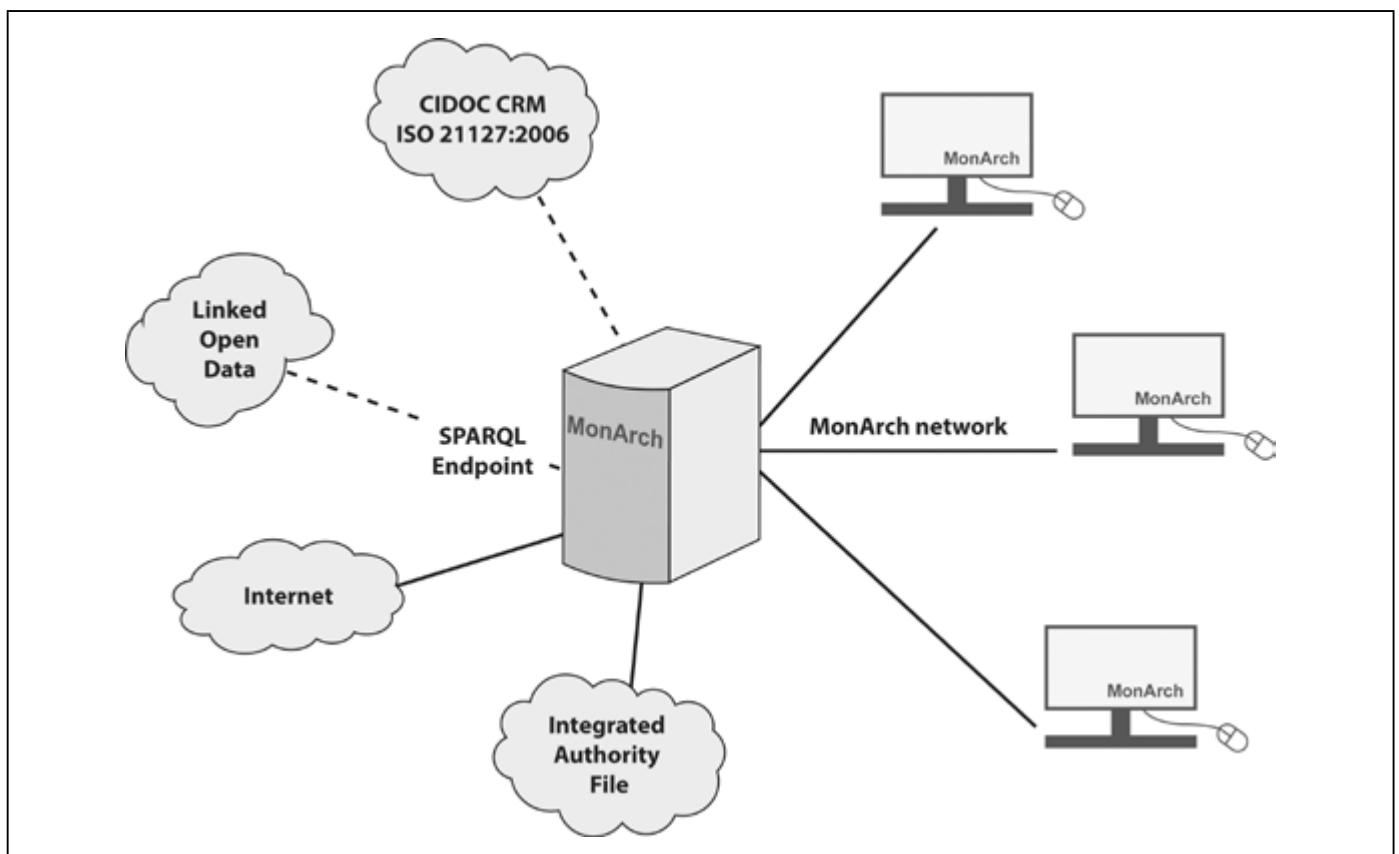 CIDOC CRM
ISO 21127:2006
MonArch
Linked
Open
Data
MonArch
SPARQL
Endpoint
MonArch
MonArch network
Internet
Integrated
Authority
File
MonArch